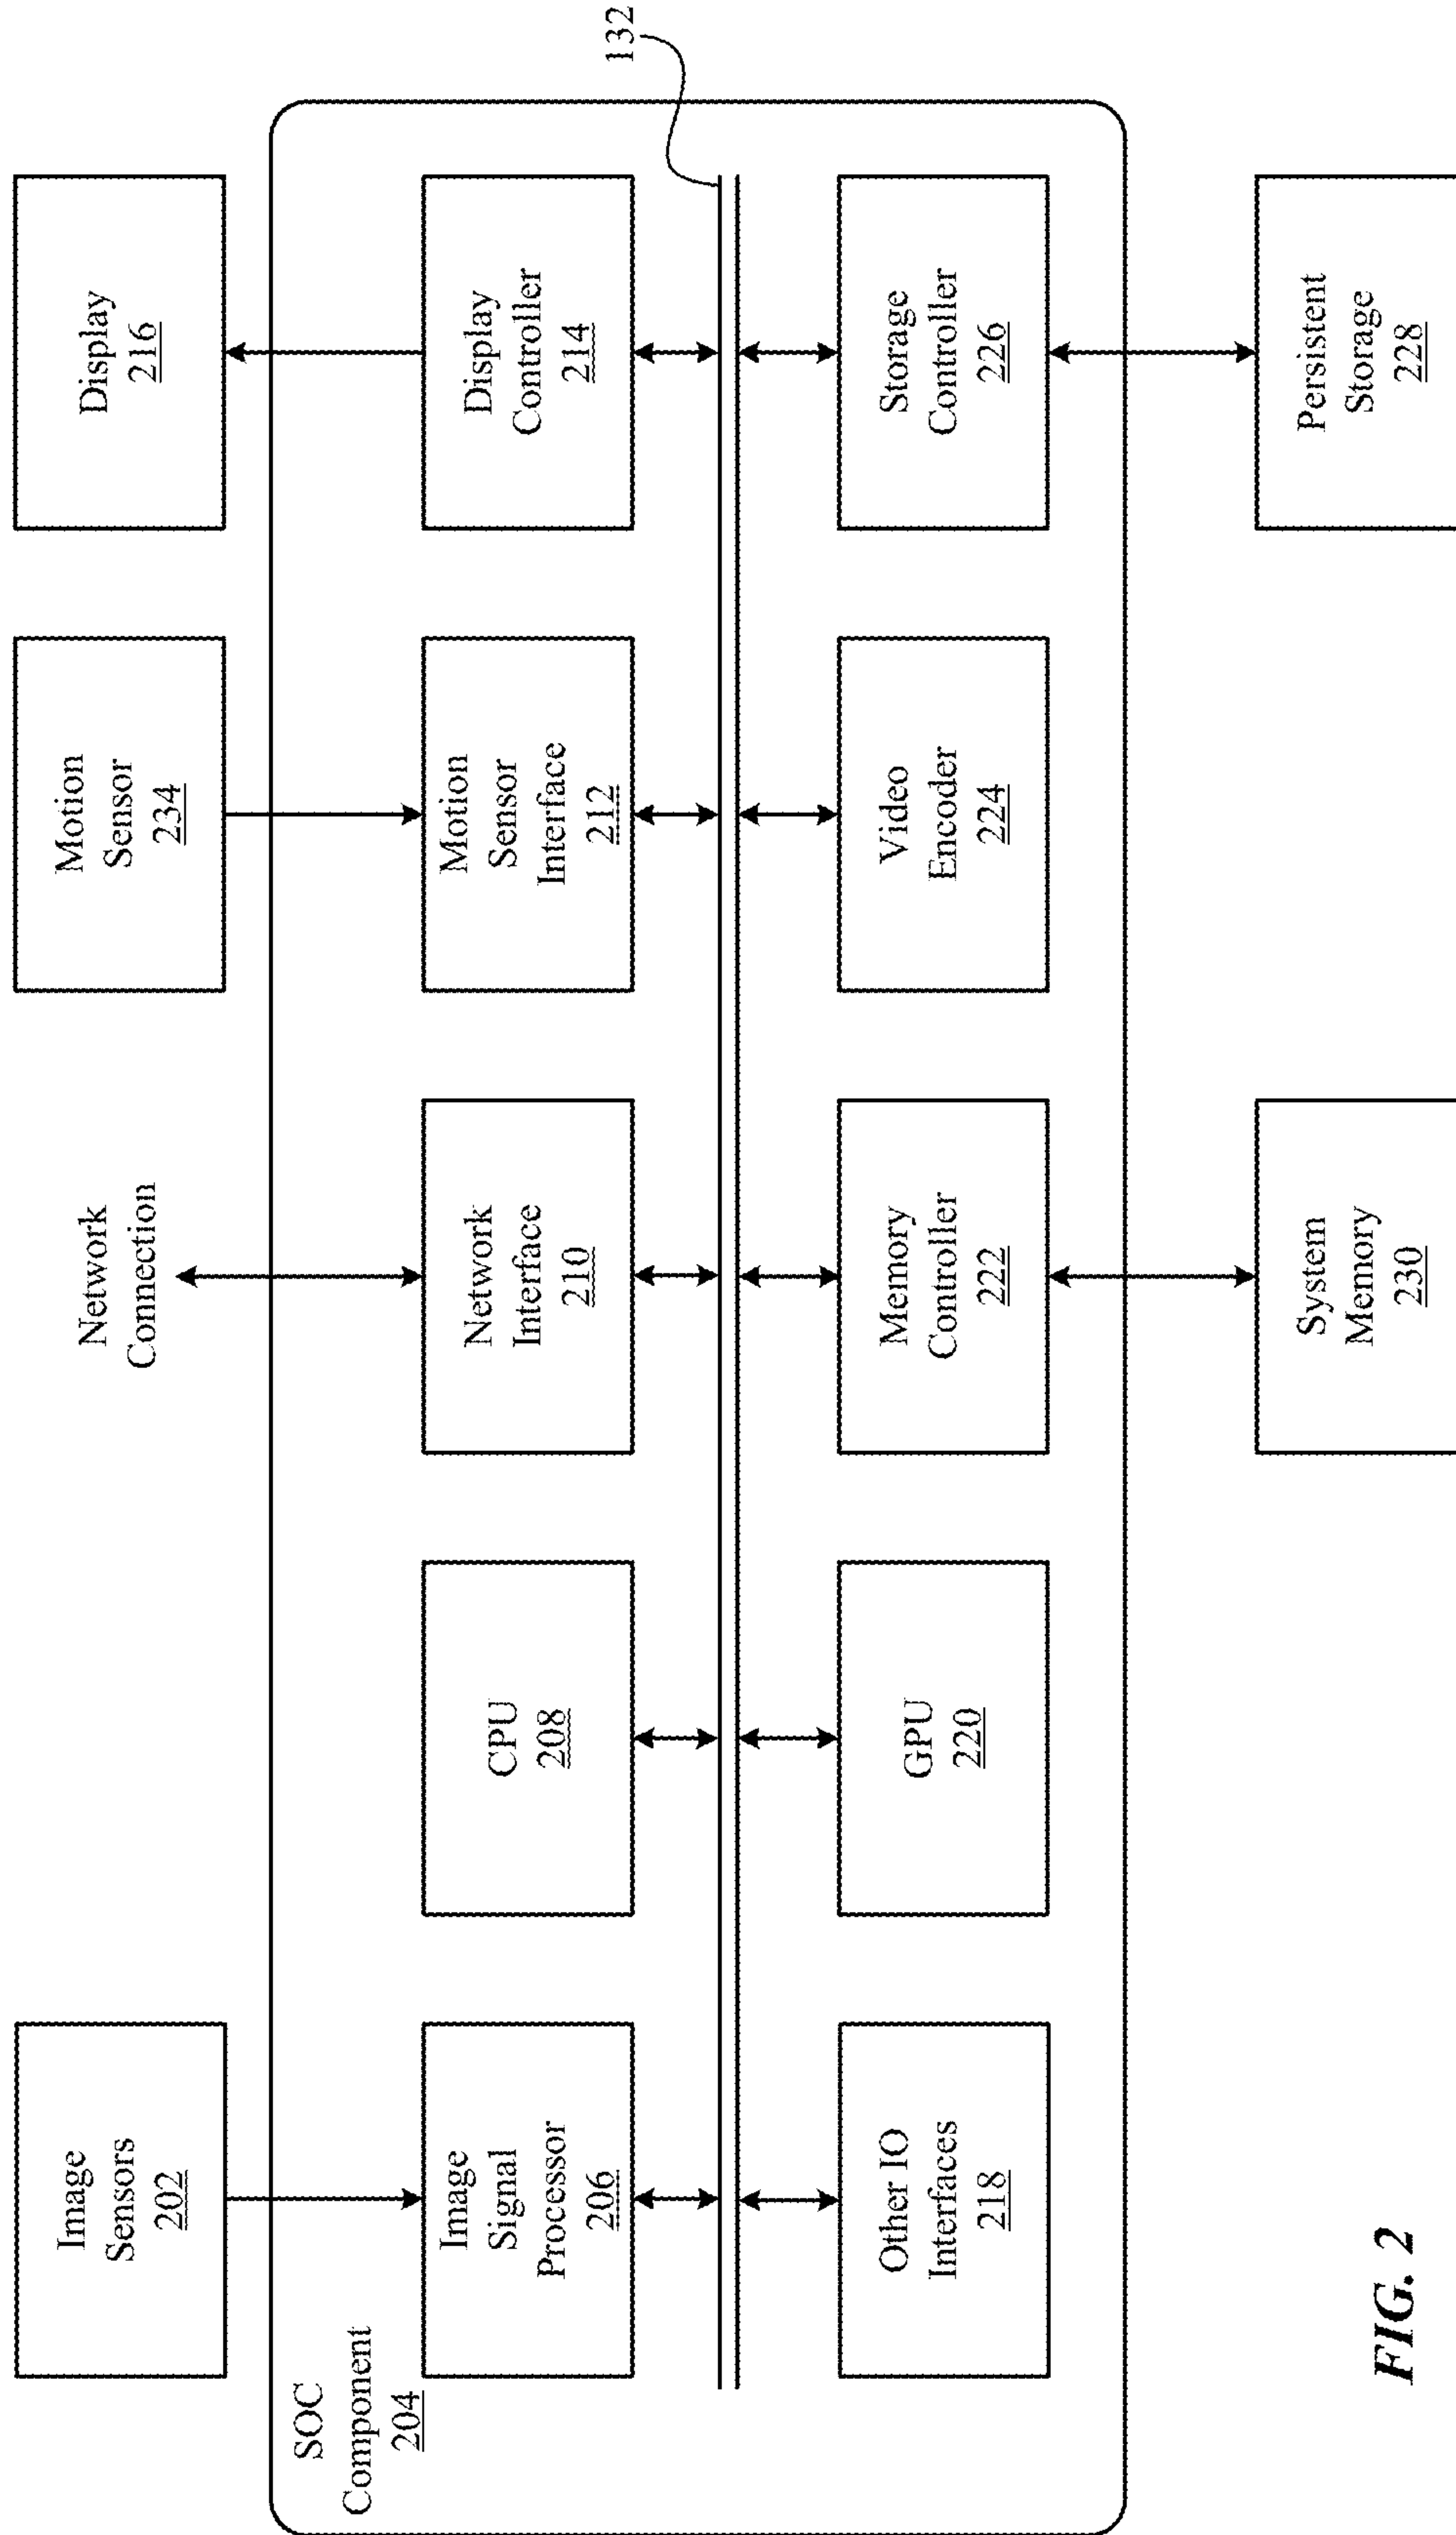 Image
Sensors
202
Network
Connection
Motion
Sensor
234
Display
216
SOC
Component
204
Image
Signal
Processor
206
CPU
208
Network
Interface
210
Motion
Sensor
Interface
212
Display
Controller
214
132
Other IO
Interfaces
218
GPU
220
Memory
Controller
222
Video
Encoder
224
Storage
Controller
226
System
Memory
230
Persistent
Storage
228
FIG. 2